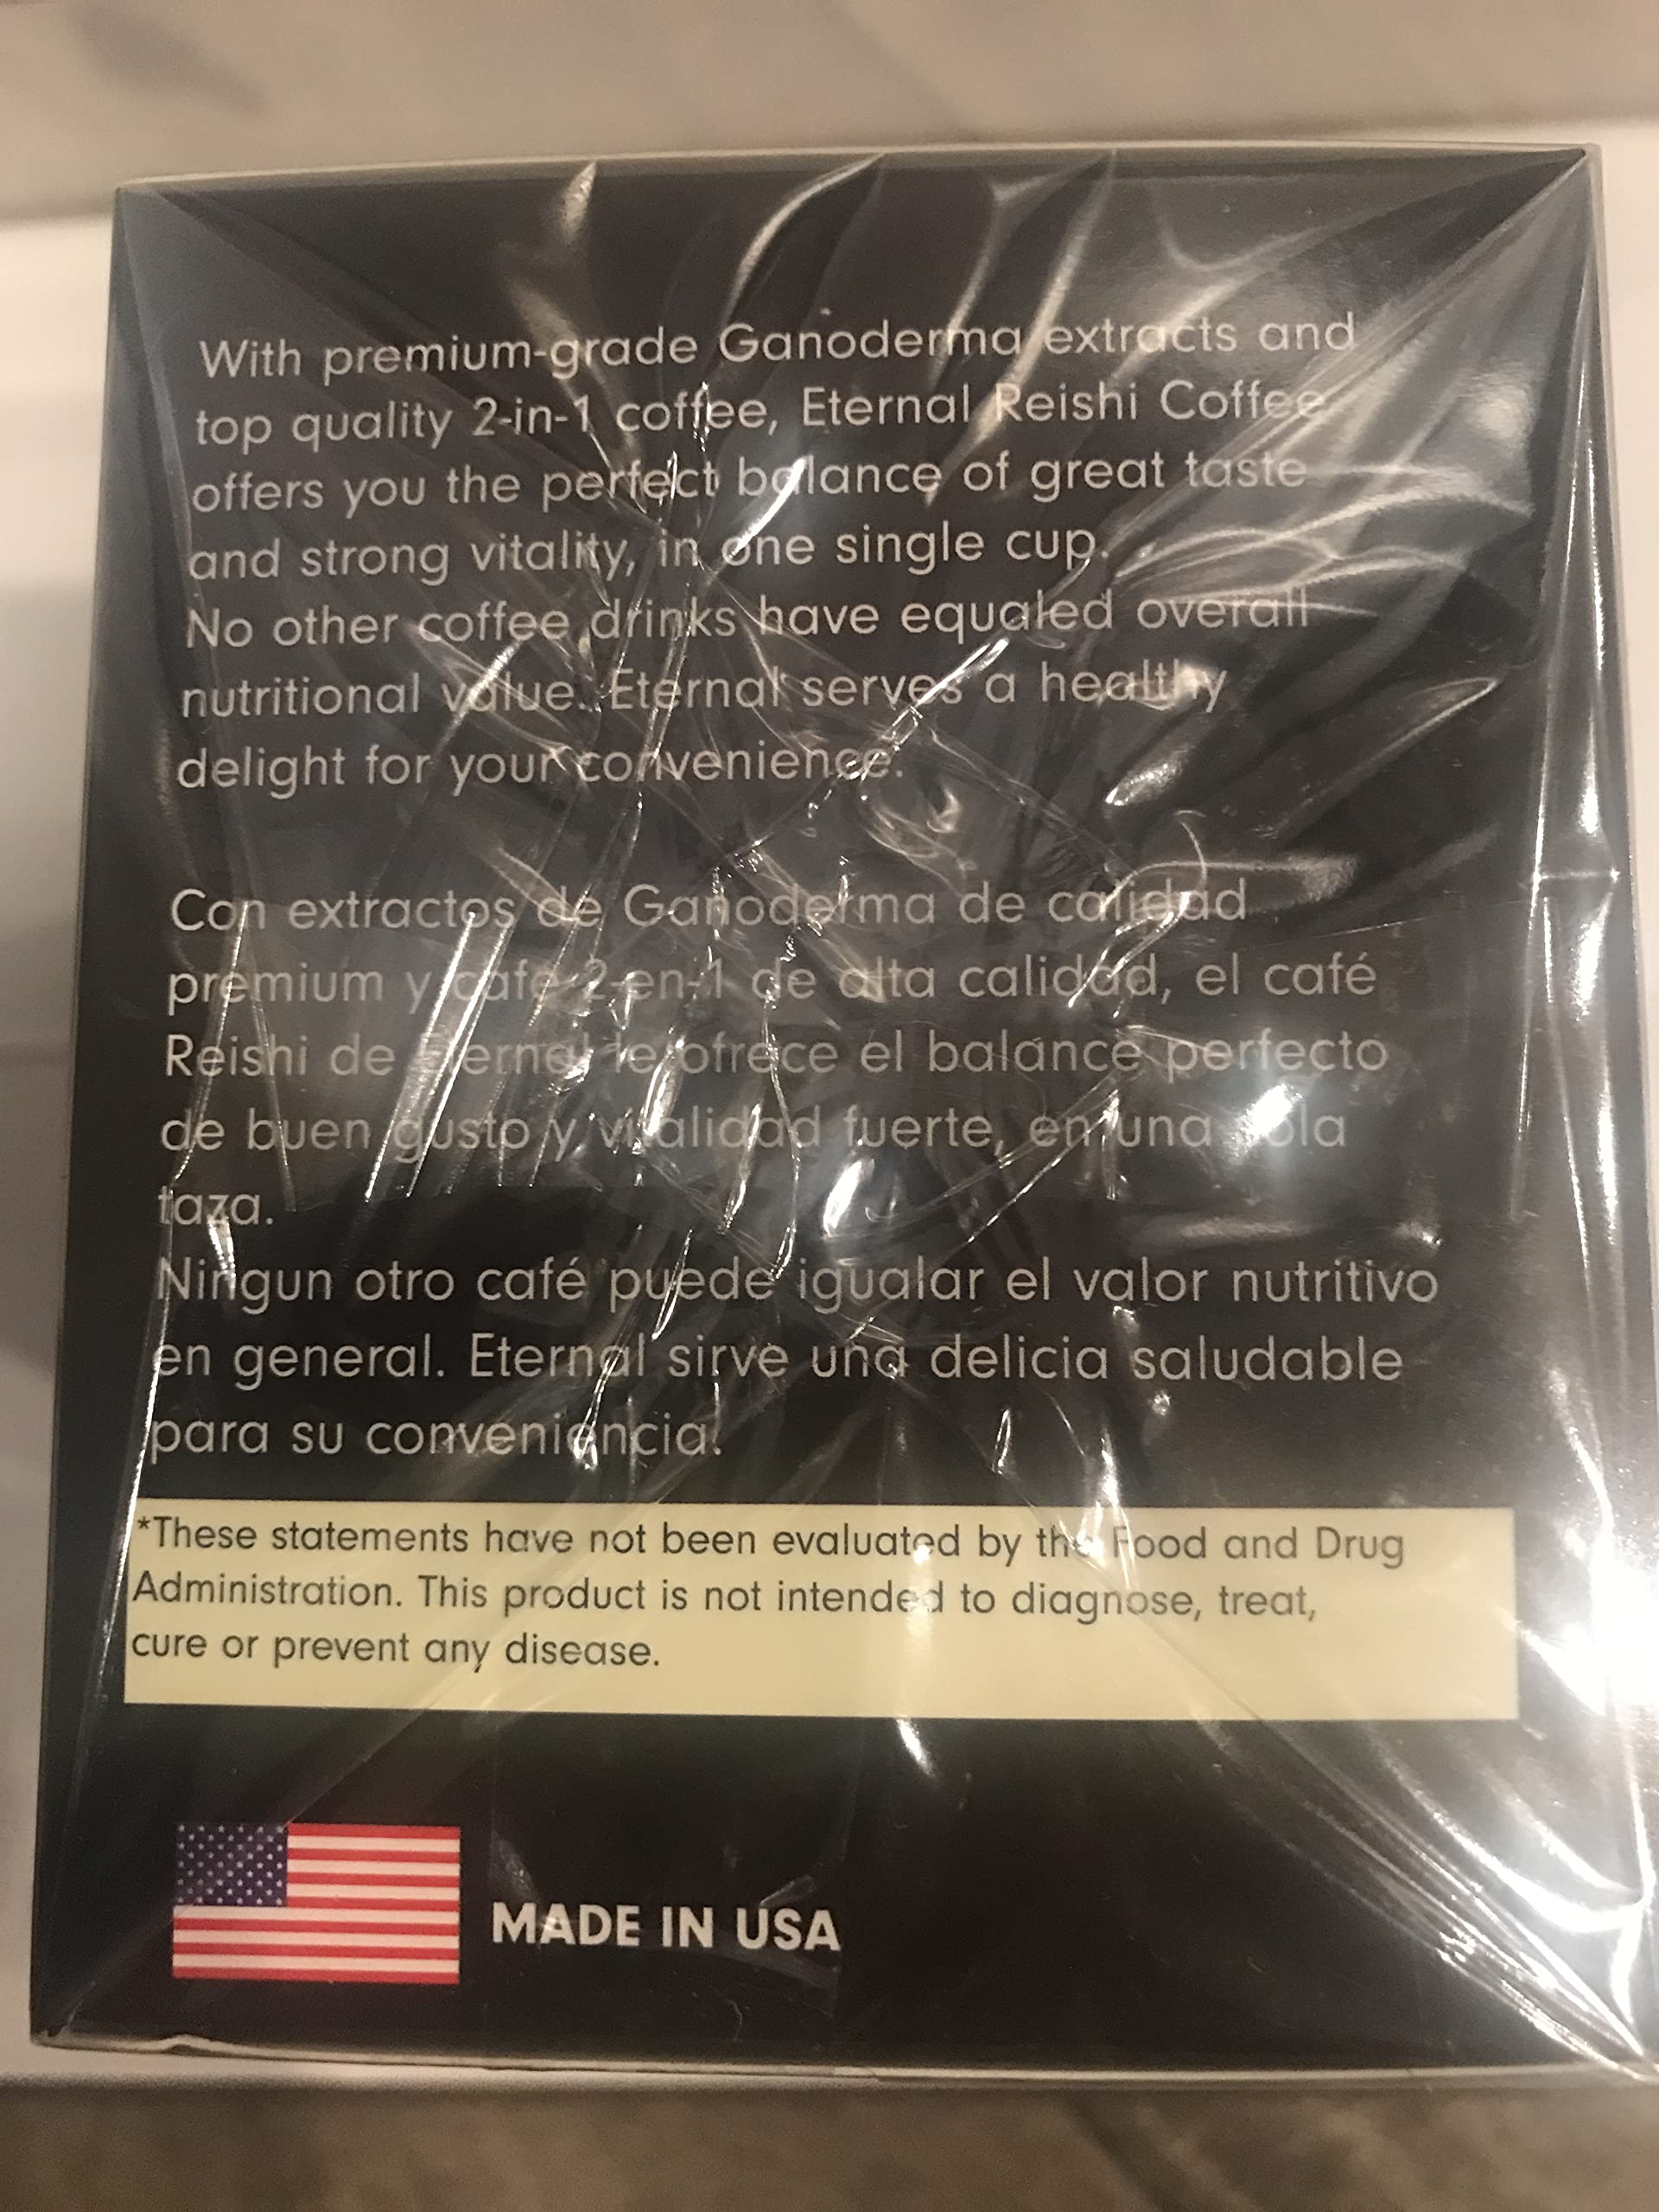 With premium-grade Ganoderma extracts and
top quality 2-in-1 coffee, Eternal Reishi Coffee
offers you the perfect balance of great taste
and strong vitality, in one single cup.
No other coffee drinks have equaled overall
nutritional value. Eternal serves a healthy
delight for your convenience.
Con extractos de Ganoderma de calidad
premium y cafe 2-en-1 de alta calidad, el café
Reishi de Eternal le ofrece el balance perfecto
de buen gusto y vitalidad fuerte, en una sola
taza.
Ningun otro café puede igualar el valor nutritivo
en general. Eternal sirve una delicia saludable
para su conveniencia.
*These statements have not been evaluated by the Food and Drug
Administration. This product is not intended to diagnose, treat,
cure or prevent any disease.
MADE IN USA